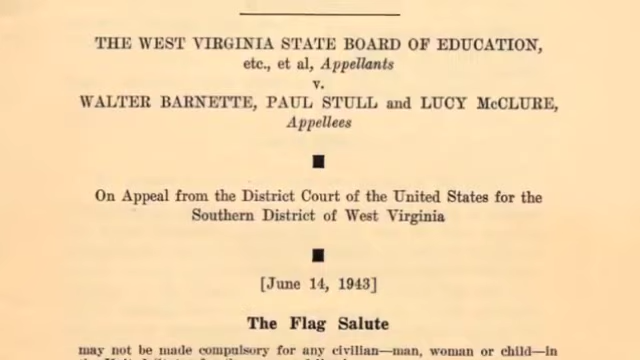 THE WEST VIRGINIA STATE BOARD OF EDUCATION,
etc., et al, Appellants
v.
WALTER BARNETTE, PAUL STULL and LUCY McCLURE,
Appellees
On Appeal from the District Court of the United States for the
Southern District of West Virginia
[June 14, 1943]
The Flag Salute
may not be made compulsory for any civilian—man, woman or child—in